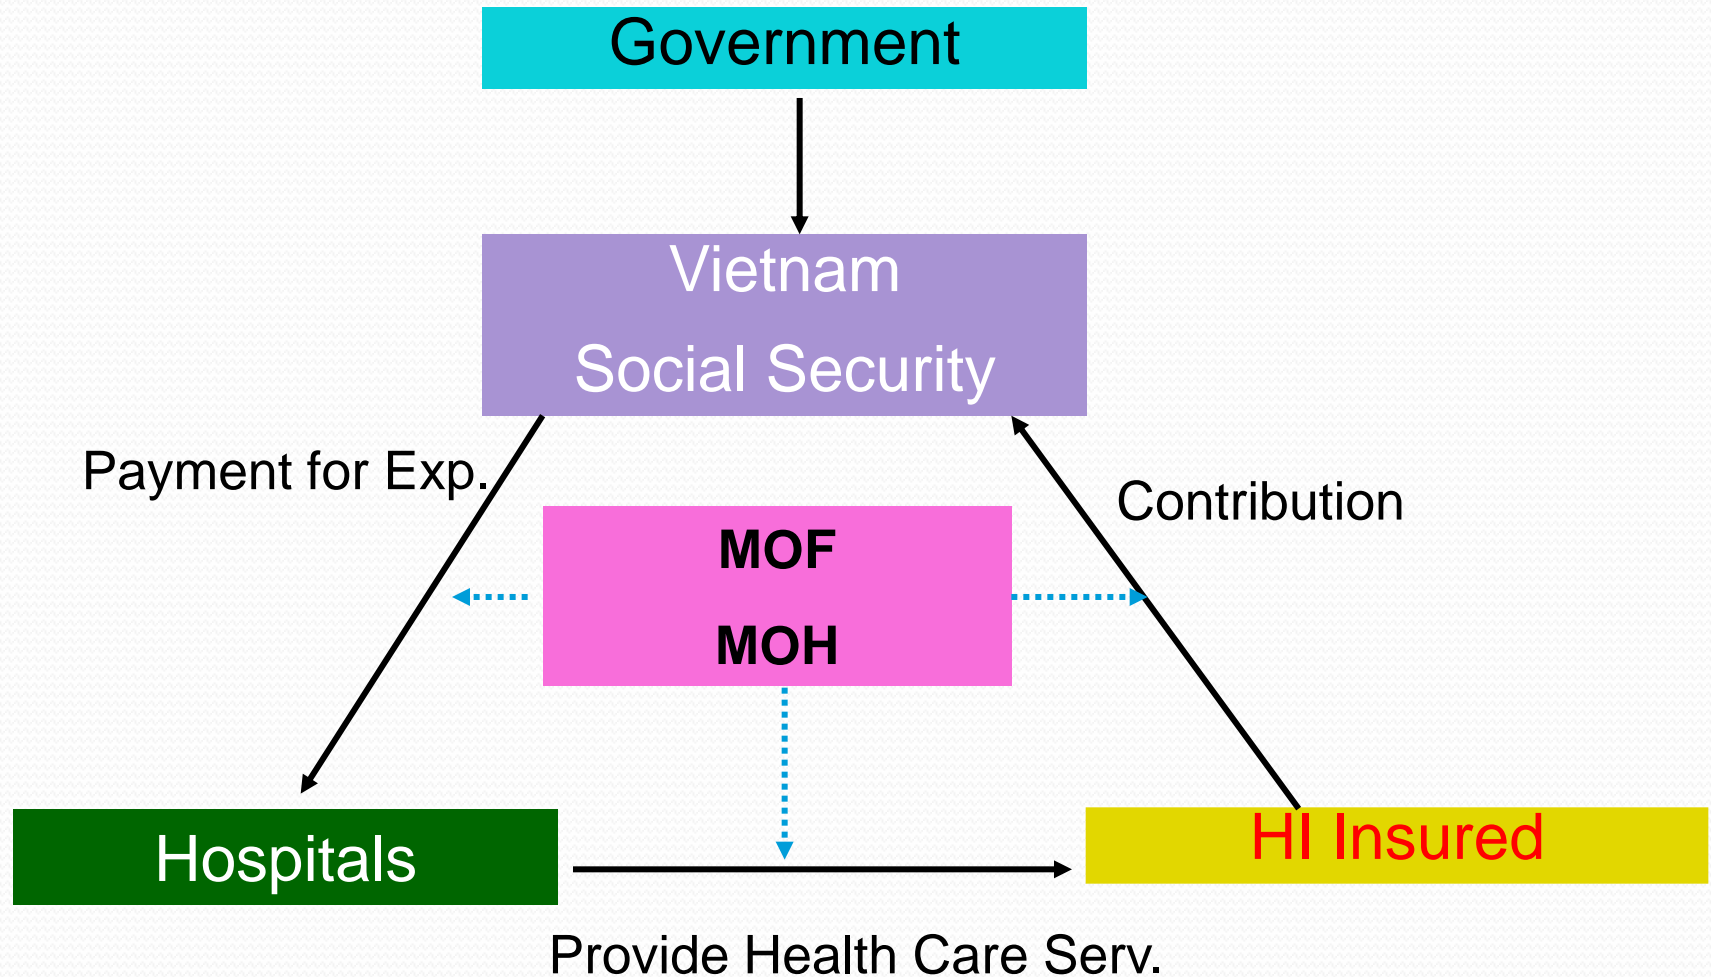 Government
Vietnam
Social Security
Payment for Exp.
Contribution
MOF
MOH
Hospitals
HI Insured
Provide Health Care Serv.